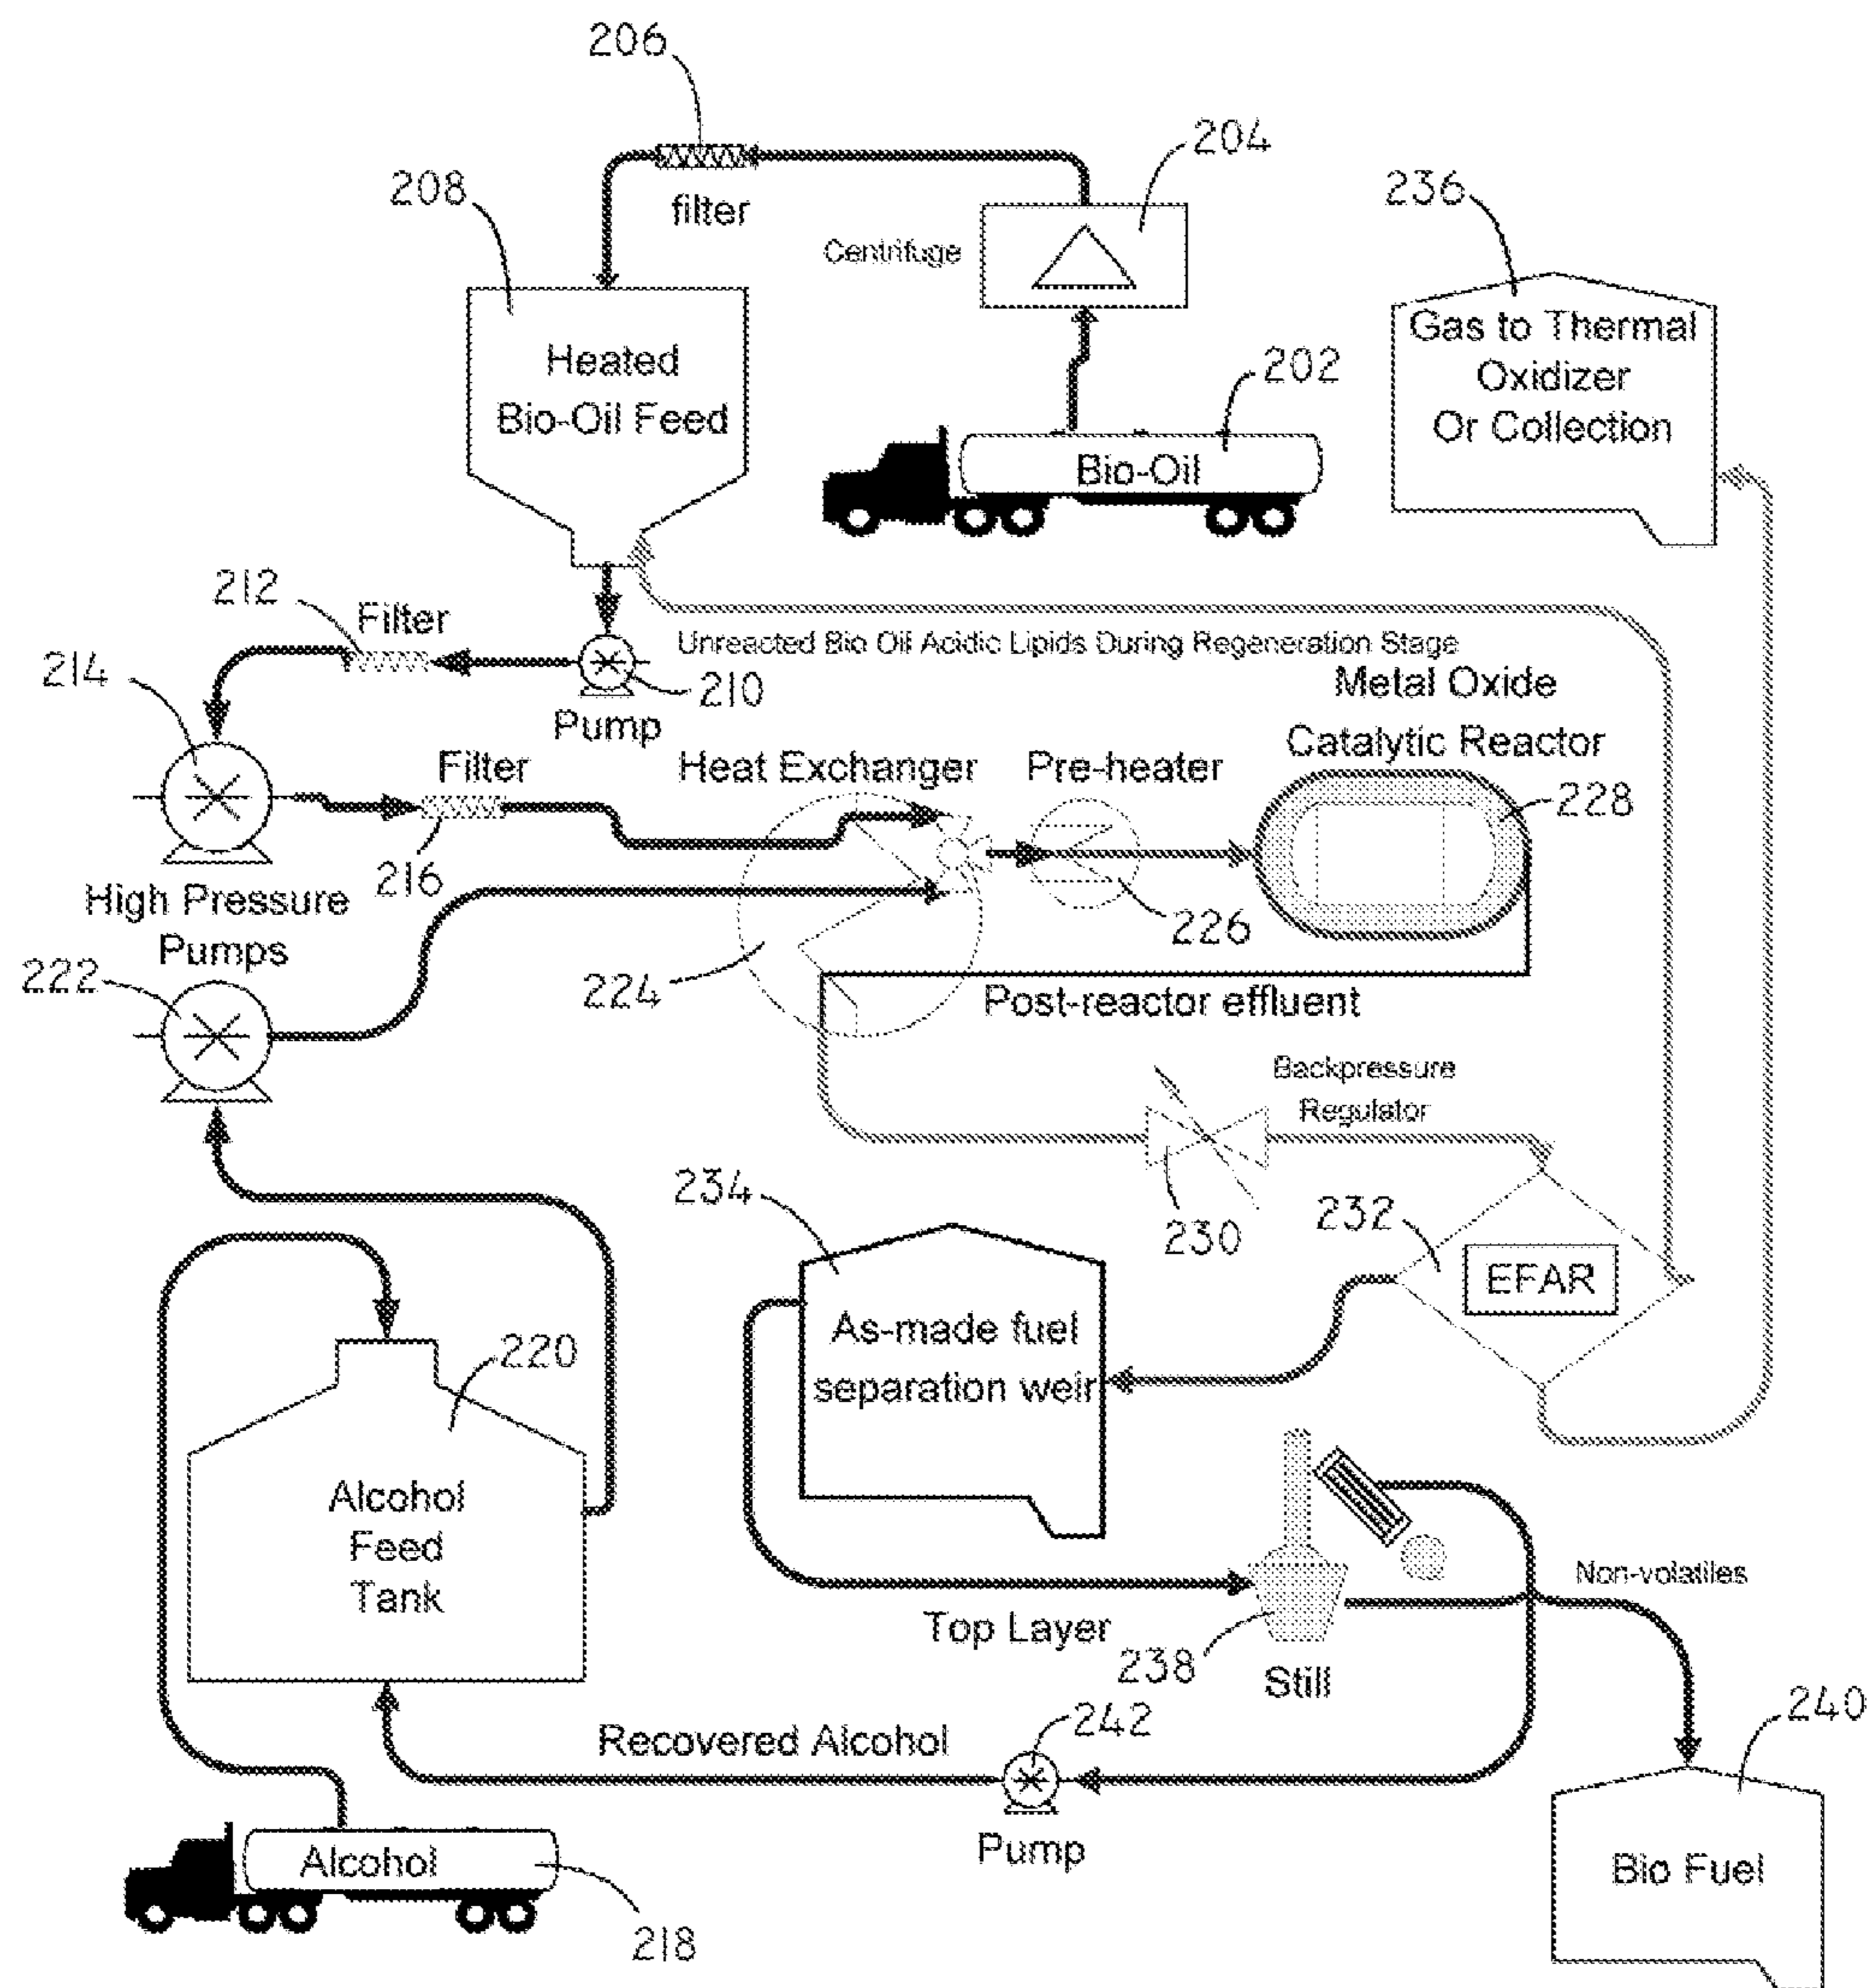 206
204
208
filter
236
Centrifuge
Gas to Thermal
Oxidizer
Or Collection
Heated
Bio-Oil Feed
202
Bio-Oil
212
Filter
Unreacted Bio Oil Acidic Lipids During Regeneration Stage
214
210
Pump
Metal Oxide
Catalytic Reactor
Filter
Heat Exchanger
Pre-heater
228
216
High Pressure
Pumps
226
222
224
Post-reactor effluent
Backpressure
Regulator
234
230
232
EFAR
As-made fuel
separation weir
220
Alcohol
Feed
Tank
Non-volatiles
Top Layer
238
Still
242
240
Recovered Alcohol
Pump
Alcohol
Bio Fuel
218